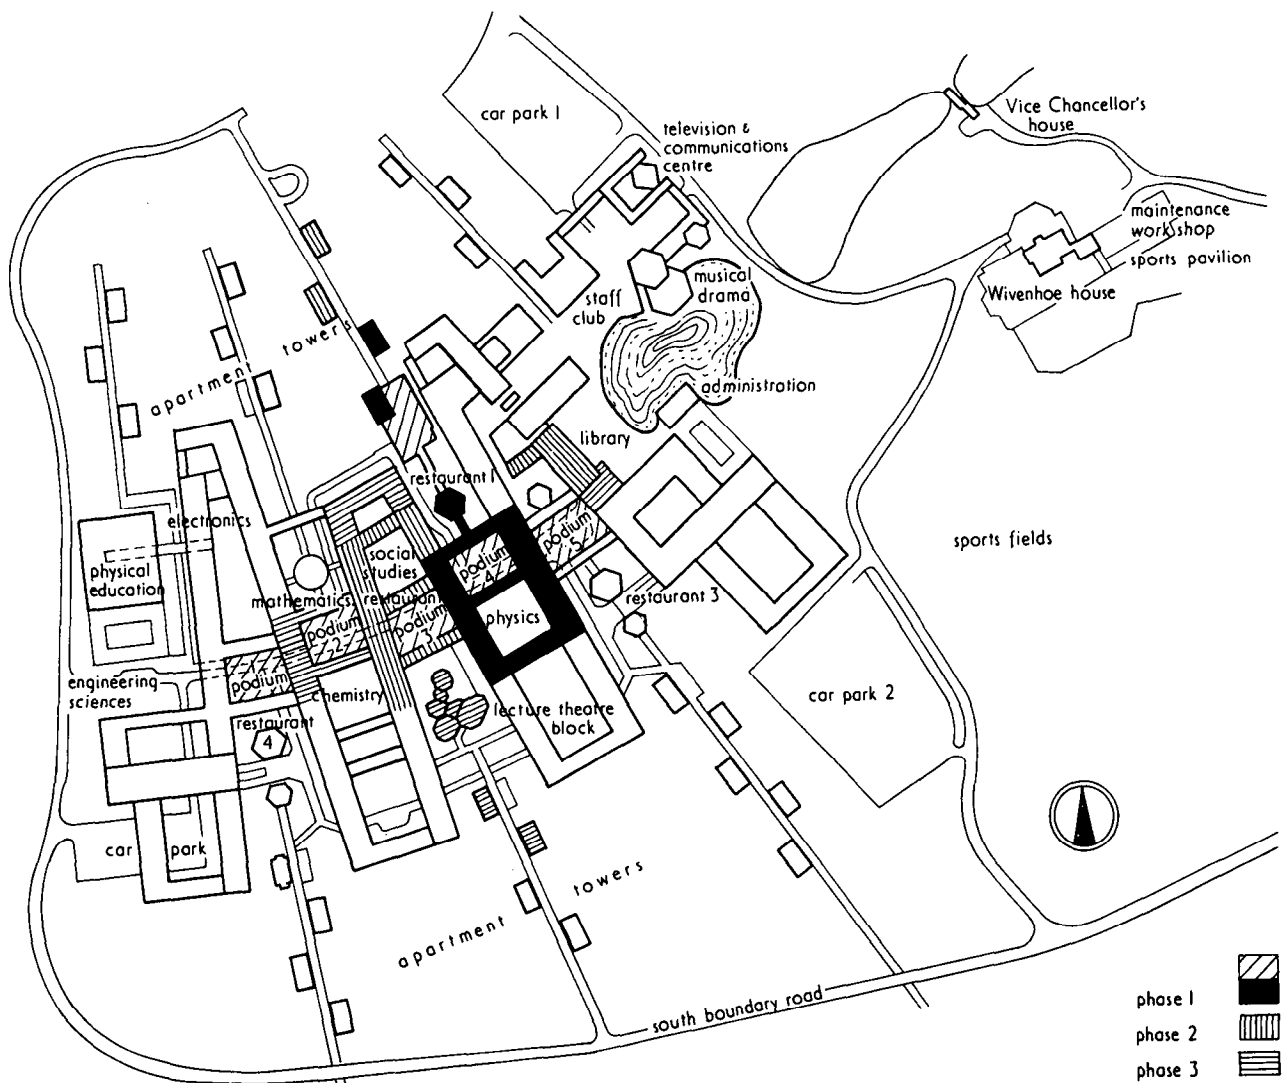 car park 1
television &
communications
centre
Vice Chancellor's
house
maintenance
work shop
sports pavilion
Wivenhoe house
musical
drama
staff
club
apartment towers
administration
library
restaurant 1
electronics
social
studies
podium
4
podium
5
sports fields
physical
education
mathematics
restaurant
restaurant 3
podium
2
podium
3
physics
engineering
sciences
podium
1
chemistry
restaurant
4
lecture theatre
block
car park 2
car park
apartment towers
south boundary road
phase 1
phase 2
phase 3